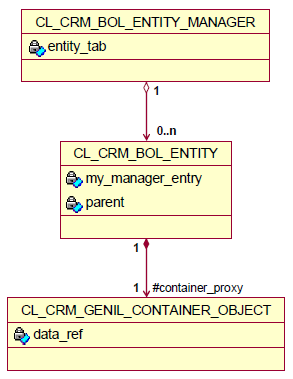 CL_CRM_BOL_ENTITY_MANAGER
entity_tab
1
0..n
CL_CRM_BOL_ENTITY
my_manager_entry
parent
1
1 #container_proxy
CL_CRM_GENIL_CONTAINER_OBJECT
data_ref